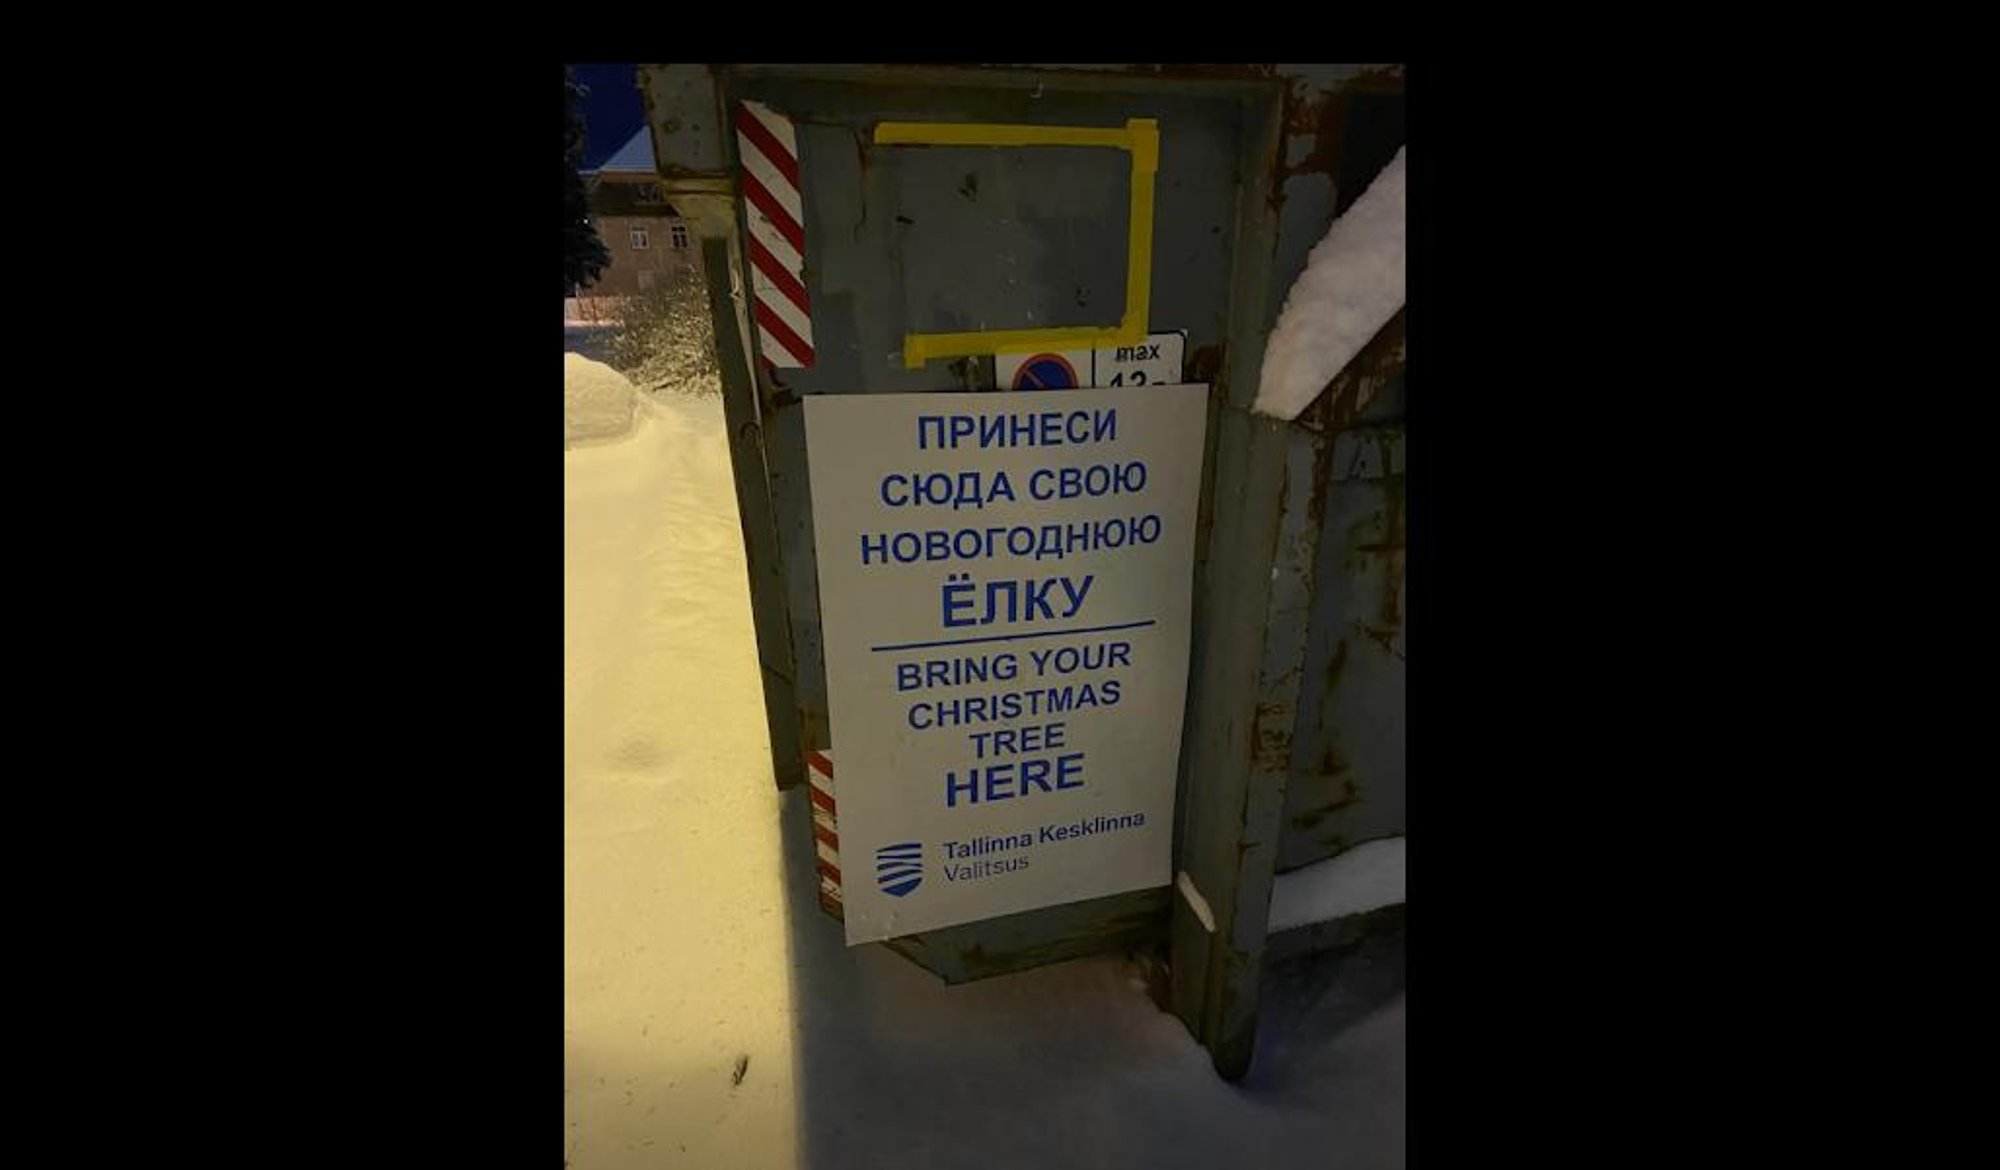 max
ПРИНЕСИ
СЮДА СВОЮ
НОВОГОДНЮЮ
ЁЛКУ
BRING YOUR
CHRISTMAS
TREE
HERE
Tallinna Kesklinna
Valitsus